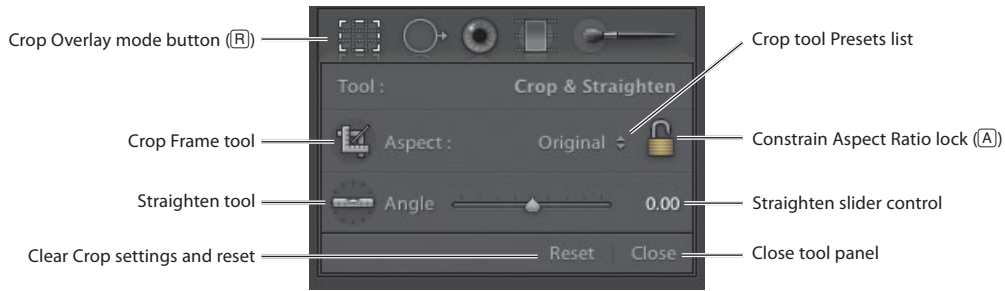 Crop Overlay mode button (R)
Crop tool Presets list
Tool : Crop & Straighten
Crop Frame tool
Aspect : Original
Constrain Aspect Ratio lock (A)
Straighten tool
Angle 0.00
Straighten slider control
Clear Crop settings and reset
Reset Close
Close tool panel